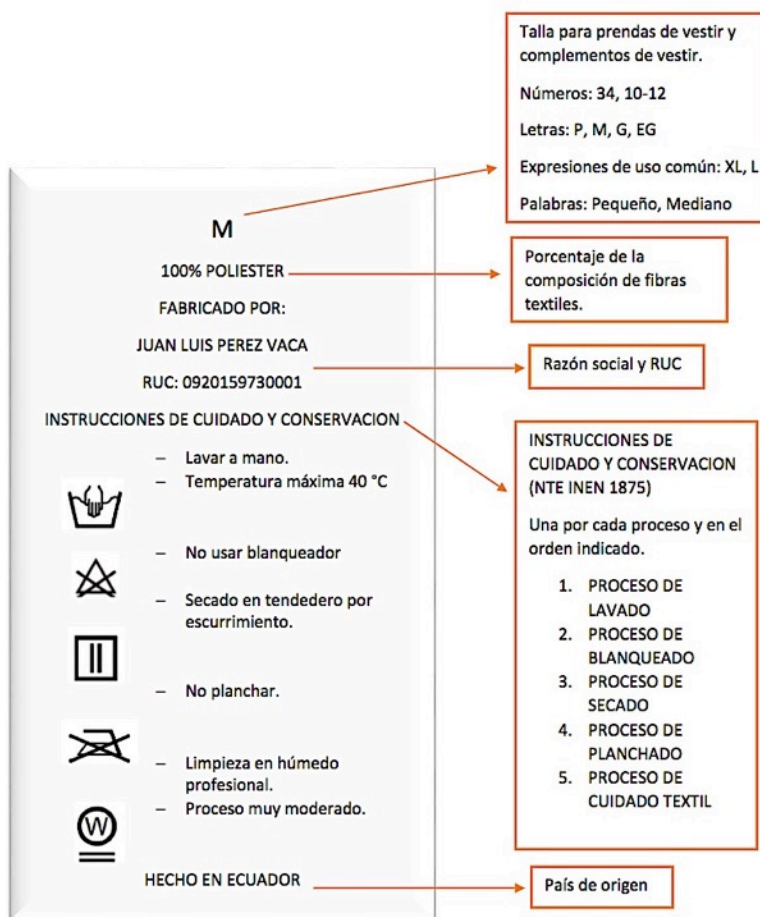 M
100% POLIESTER
FABRICADO POR:
JUAN LUIS PEREZ VACA
RUC: 0920159730001
INSTRUCCIONES DE CUIDADO Y CONSERVACION
– Lavar a mano.
– Temperatura máxima 40 °C
– No usar blanqueador
– Secado en tendedero por
escurrimiento.
– No planchar.
– Limpieza en húmedo
profesional.
– Proceso muy moderado.
W
HECHO EN ECUADOR
Talla para prendas de vestir y
complementos de vestir.
Números: 34, 10-12
Letras: P, M, G, EG
Expresiones de uso común: XL, L
Palabras: Pequeño, Mediano
Porcentaje de la
composición de fibras
textiles.
Razón social y RUC
INSTRUCCIONES DE
CUIDADO Y CONSERVACION
(NTE INEN 1875)
Una por cada proceso y en el
orden indicado.
1. PROCESO DE
LAVADO
2. PROCESO DE
BLANQUEADO
3. PROCESO DE
SECADO
4. PROCESO DE
PLANCHADO
5. PROCESO DE
CUIDADO TEXTIL
País de origen